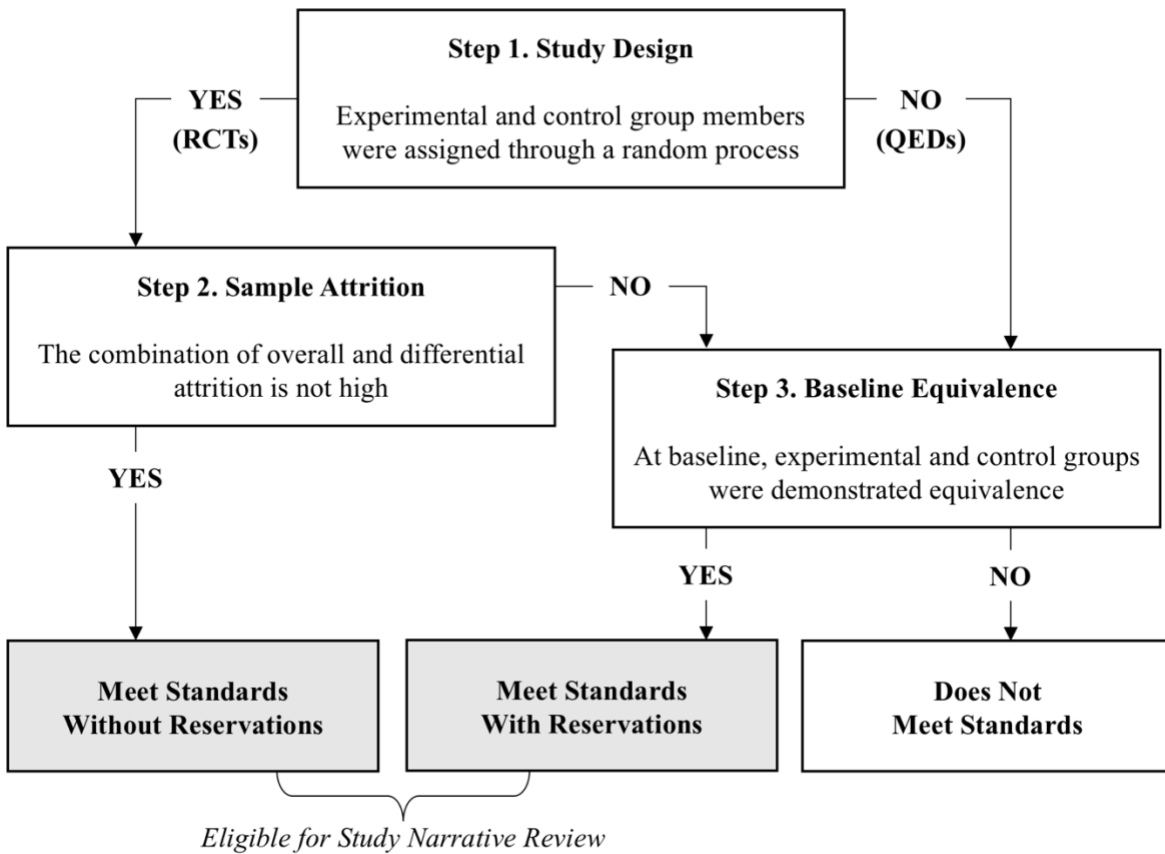 Step 1. Study Design
Experimental and control group members
were assigned through a random process
YES
(RCTs)
NO
(QEDs)
Step 2. Sample Attrition
The combination of overall and differential
attrition is not high
NO
YES
Step 3. Baseline Equivalence
At baseline, experimental and control groups
were demonstrated equivalence
YES
NO
Meet Standards
Without Reservations
Meet Standards
With Reservations
Does Not
Meet Standards
Eligible for Study Narrative Review